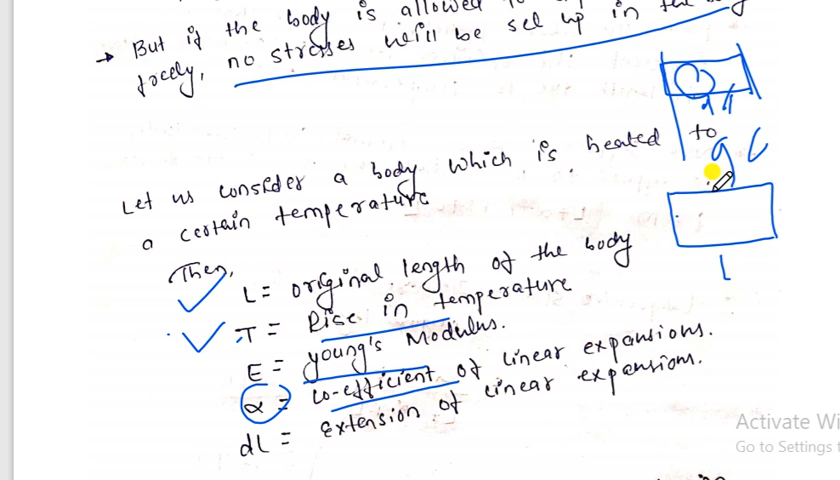 → But if the body is allowed
freely, no stresses will be set up in the
Let us consider a body which is heated to
a certain temperature
Then,
L = original length of the body
T = Rise in temperature
E = young's Modulus.
α = co-efficient of linear expansions.
dL = Extension of linear expansion.
L
Activate Wi
Go to Settings t